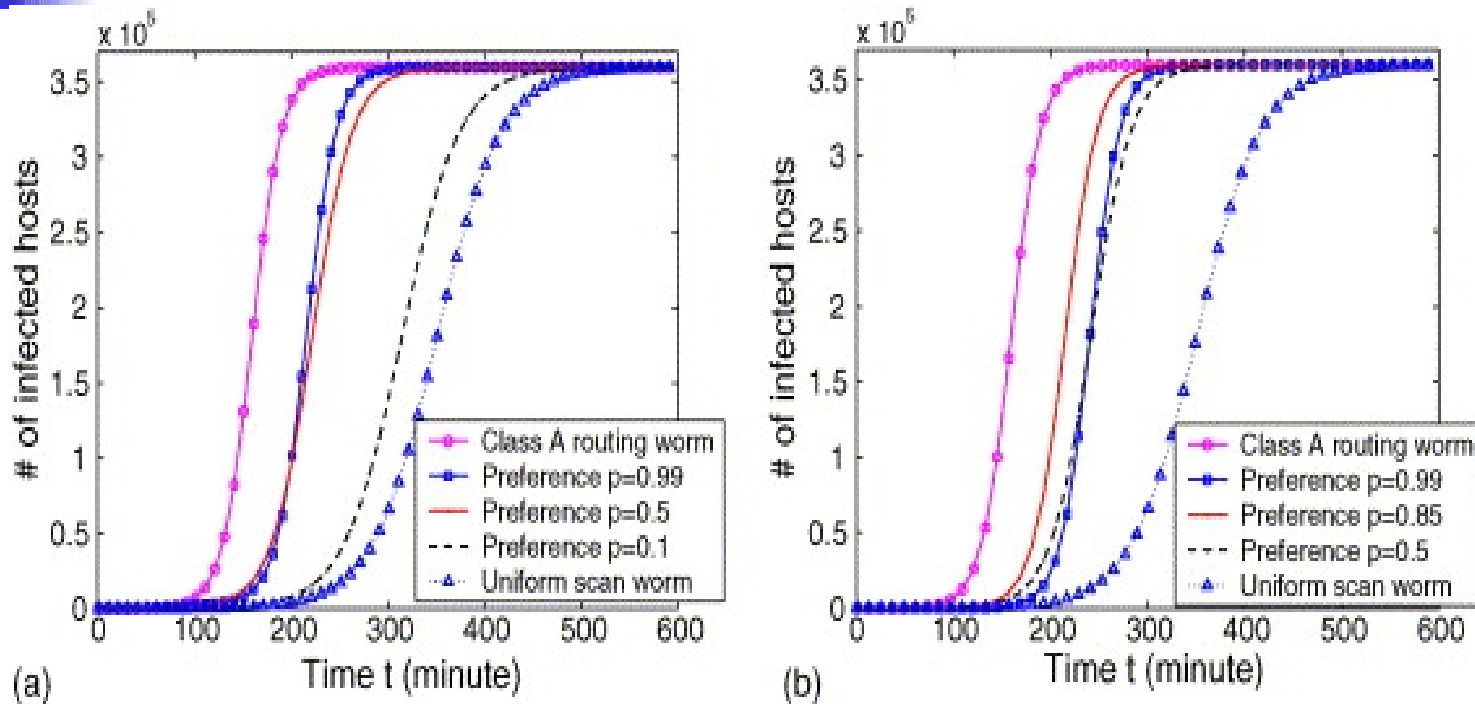 x 10^5
3.5
3
2.5
2
1.5
1
0.5
0
# of infected hosts
0 100 200 300 400 500 600
Time t (minute)
Class A routing worm
Preference p=0.99
Preference p=0.5
Preference p=0.1
Uniform scan worm
(a)
x 10^5
3.5
3
2.5
2
1.5
1
0.5
0
# of infected hosts
0 100 200 300 400 500 600
Time t (minute)
Class A routing worm
Preference p=0.99
Preference p=0.85
Preference p=0.5
Uniform scan worm
(b)